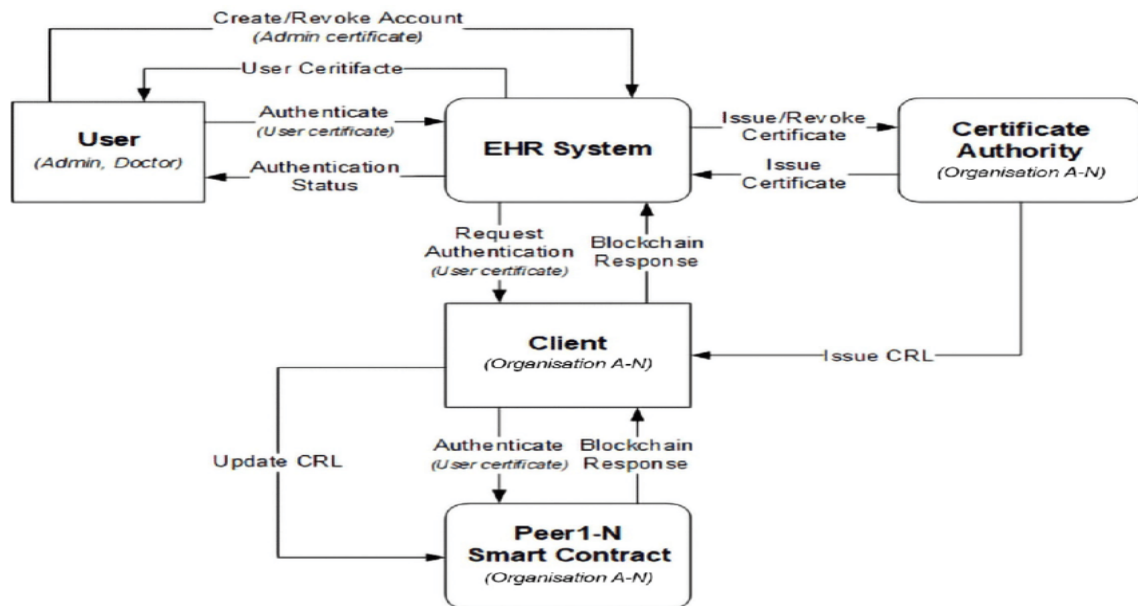 Create/Revoke Account
(Admin certificate)
User Ceritifacte
User
(Admin, Doctor)
Authenticate
(User certificate)
Authentication
Status
EHR System
Issue/Revoke
Certificate
Issue
Certificate
Certificate
Authority
(Organisation A-N)
Request
Authentication
(User certificate)
Blockchain
Response
Client
(Organisation A-N)
Issue CRL
Update CRL
Authenticate
(User certificate)
Blockchain
Response
Peer1-N
Smart Contract
(Organisation A-N)